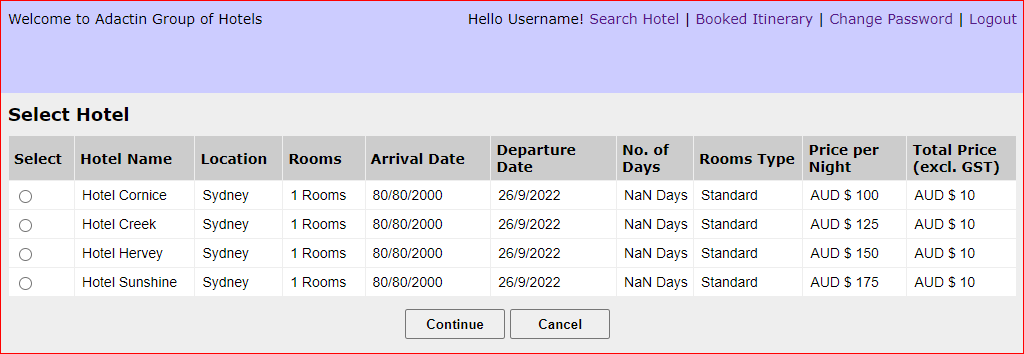 Welcome to Adactin Group of Hotels Hello Username! Search Hotel | Booked Itinerary | Change Password | Logout
Select Hotel
Select Hotel Name Location Rooms Arrival Date Departure Date No. of Days Rooms Type Price per Night Total Price (excl. GST)
Hotel Cornice Sydney 1 Rooms 80/80/2000 26/9/2022 NaN Days Standard AUD $ 100 AUD $ 10
Hotel Creek Sydney 1 Rooms 80/80/2000 26/9/2022 NaN Days Standard AUD $ 125 AUD $ 10
Hotel Hervey Sydney 1 Rooms 80/80/2000 26/9/2022 NaN Days Standard AUD $ 150 AUD $ 10
Hotel Sunshine Sydney 1 Rooms 80/80/2000 26/9/2022 NaN Days Standard AUD $ 175 AUD $ 10
Continue Cancel